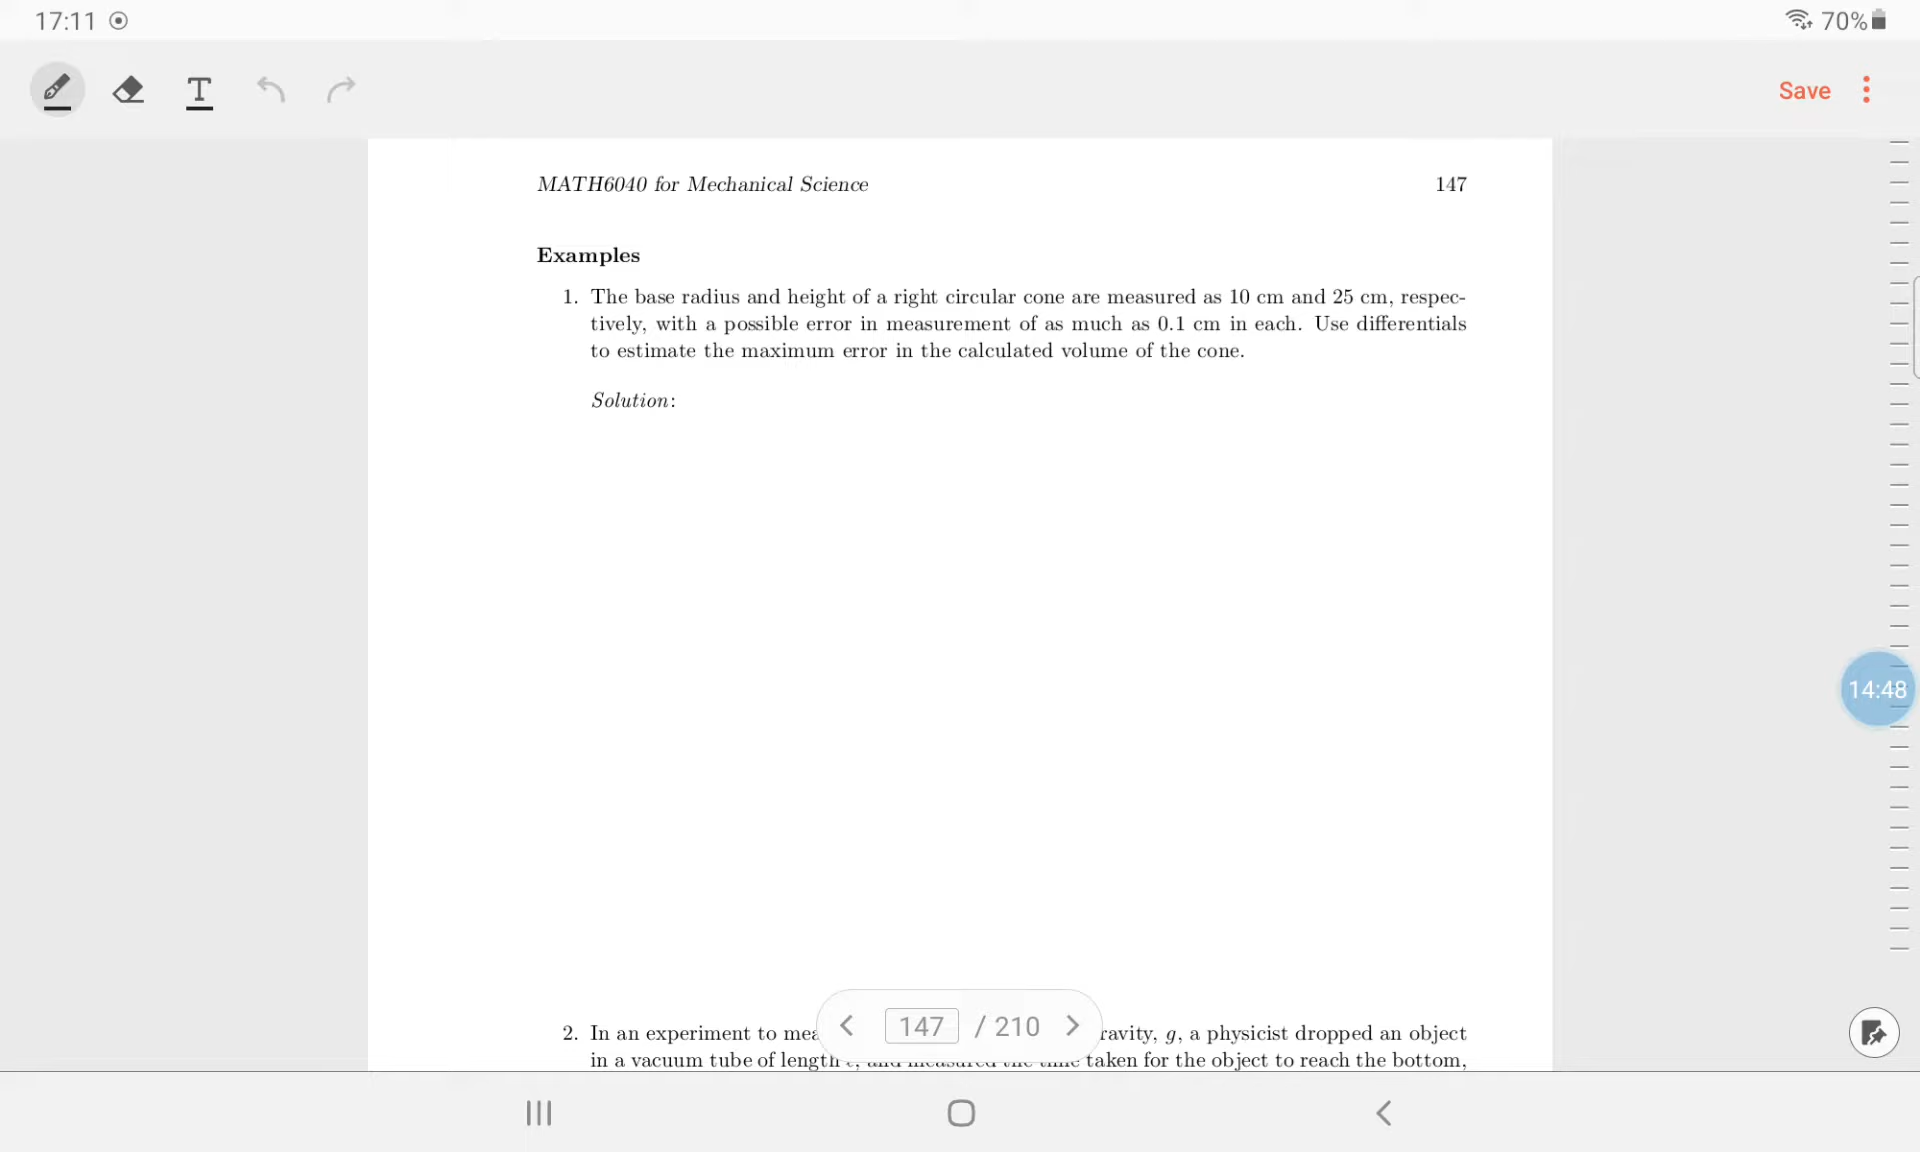 17:11
70%
T
Save
MATH6040 for Mechanical Science 147
Examples
1. The base radius and height of a right circular cone are measured as 10 cm and 25 cm, respec-
tively, with a possible error in measurement of as much as 0.1 cm in each. Use differentials
to estimate the maximum error in the calculated volume of the cone.
Solution:
14:48
2. In an experiment to mea ravity, g, a physicist dropped an object
147 / 210
in a vacuum tube of length ℓ, and measured the time taken for the object to reach the bottom,